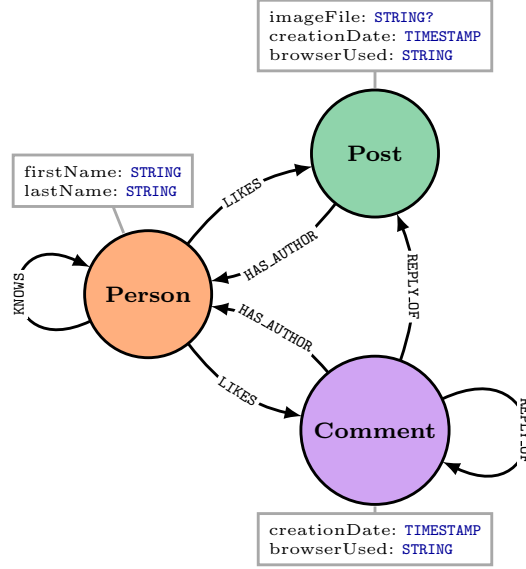 imageFile: STRING?
creationDate: TIMESTAMP
browserUsed: STRING
Post
firstName: STRING
lastName: STRING
LIKES
HAS_AUTHOR
KNOWS
Person
REPLY_OF
HAS_AUTHOR
LIKES
Comment
REPLY_OF
creationDate: TIMESTAMP
browserUsed: STRING